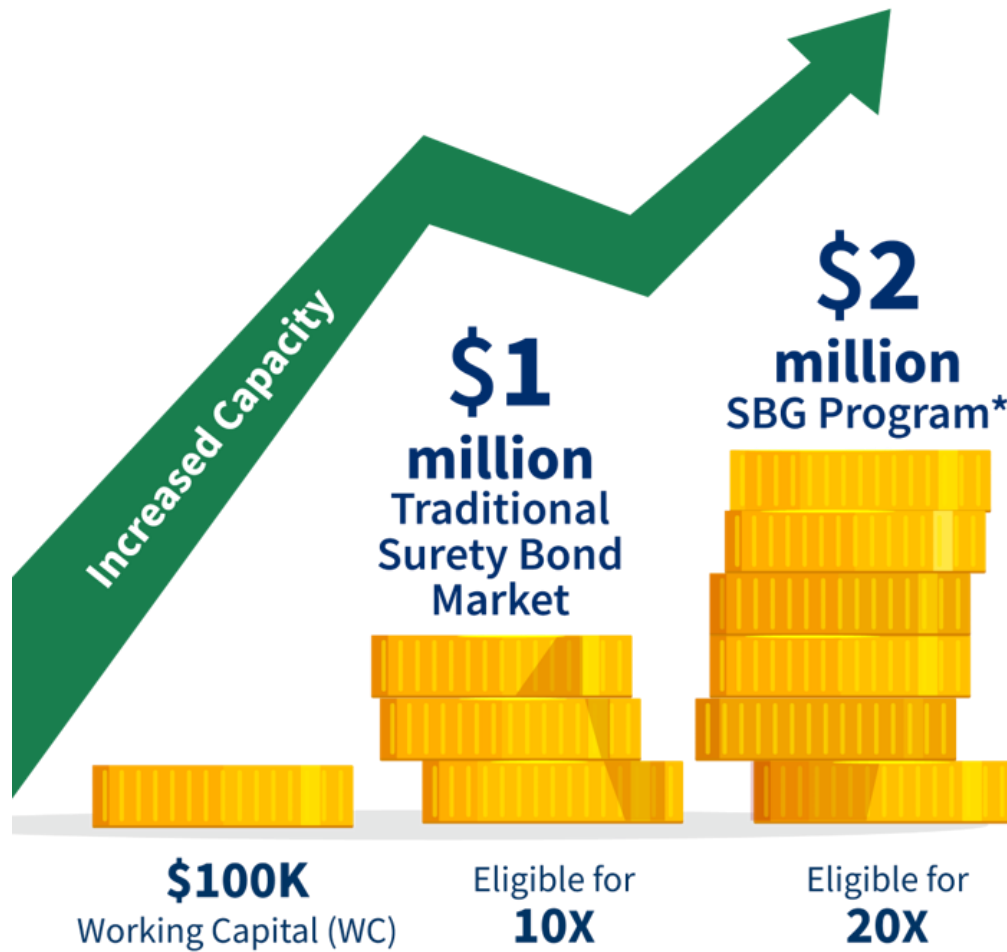 Increased Capacity
$1
million
Traditional
Surety Bond
Market
$2
million
SBG Program*
$100K
Working Capital (WC)
Eligible for
10X
Eligible for
20X